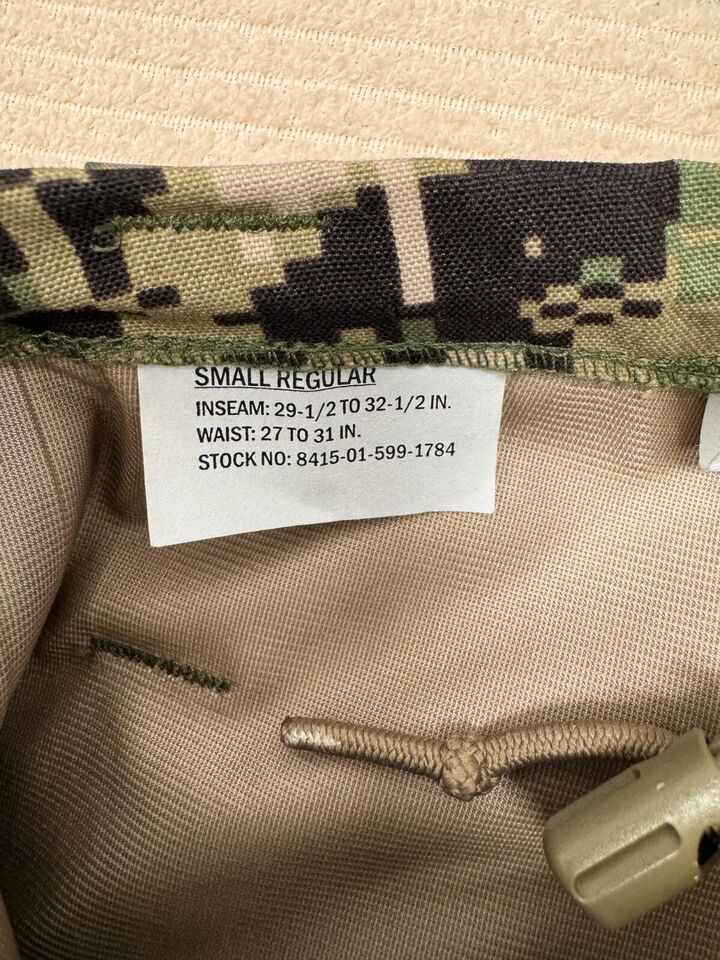 SMALL REGULAR
INSEAM: 29-1/2 TO 32-1/2 IN.
WAIST: 27 TO 31 IN.
STOCK NO: 8415-01-599-1784